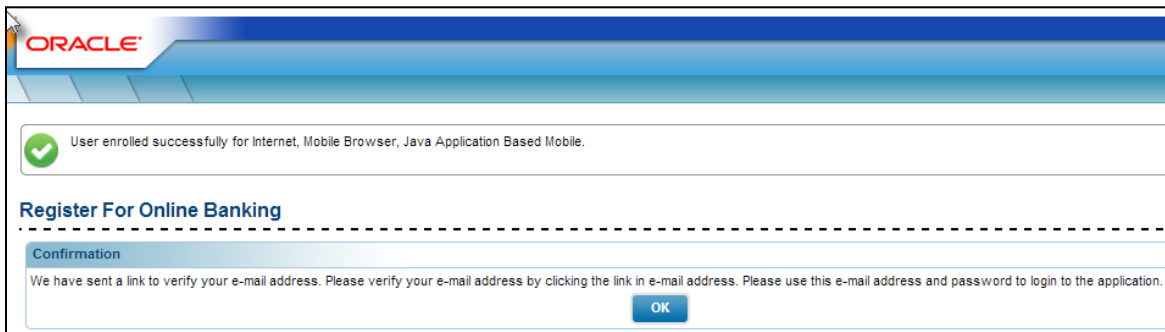 ORACLE
User enrolled successfully for Internet, Mobile Browser, Java Application Based Mobile.
Register For Online Banking
Confirmation
We have sent a link to verify your e-mail address. Please verify your e-mail address by clicking the link in e-mail address. Please use this e-mail address and password to login to the application.
OK